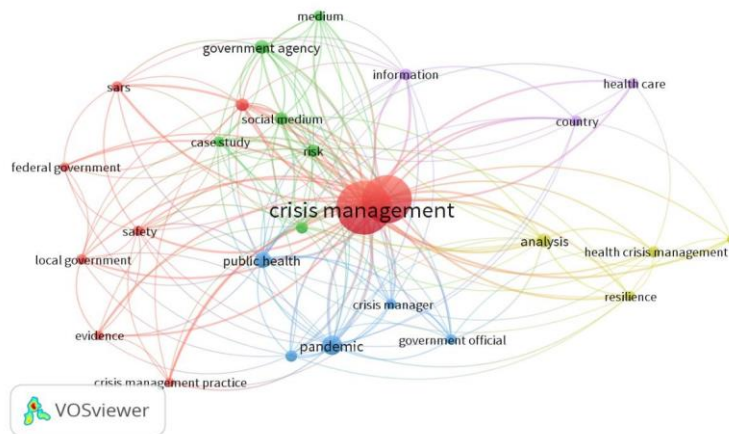 medium
government agency
information
sars
health care
social medium
country
case study
risk
federal government
crisis management
safety
analysis
health crisis management
local government
public health
resilience
crisis manager
evidence
pandemic
government official
crisis management practice
VOSviewer